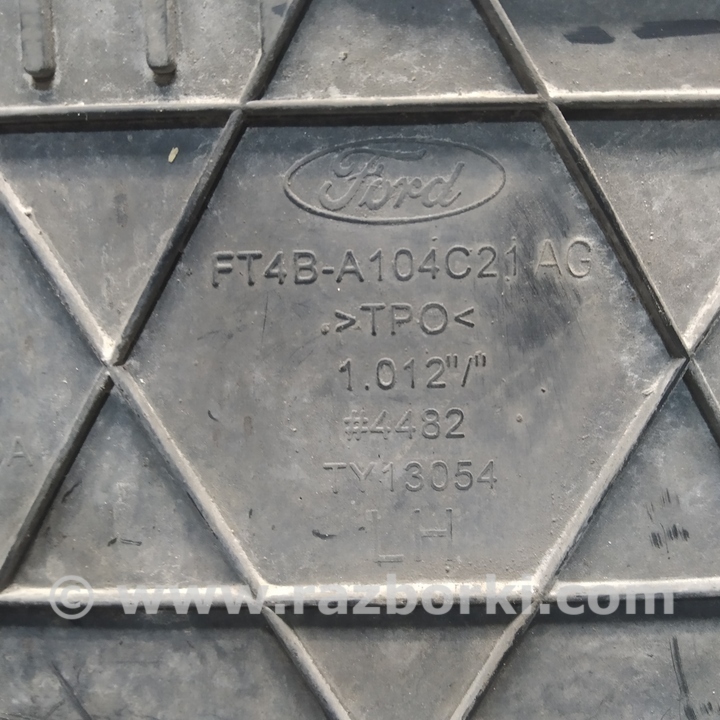 Ford
FT4B-A104C21 AG
.>TPO<
1.012"/"
#4482
TY13054
LH
© www.razborki.com